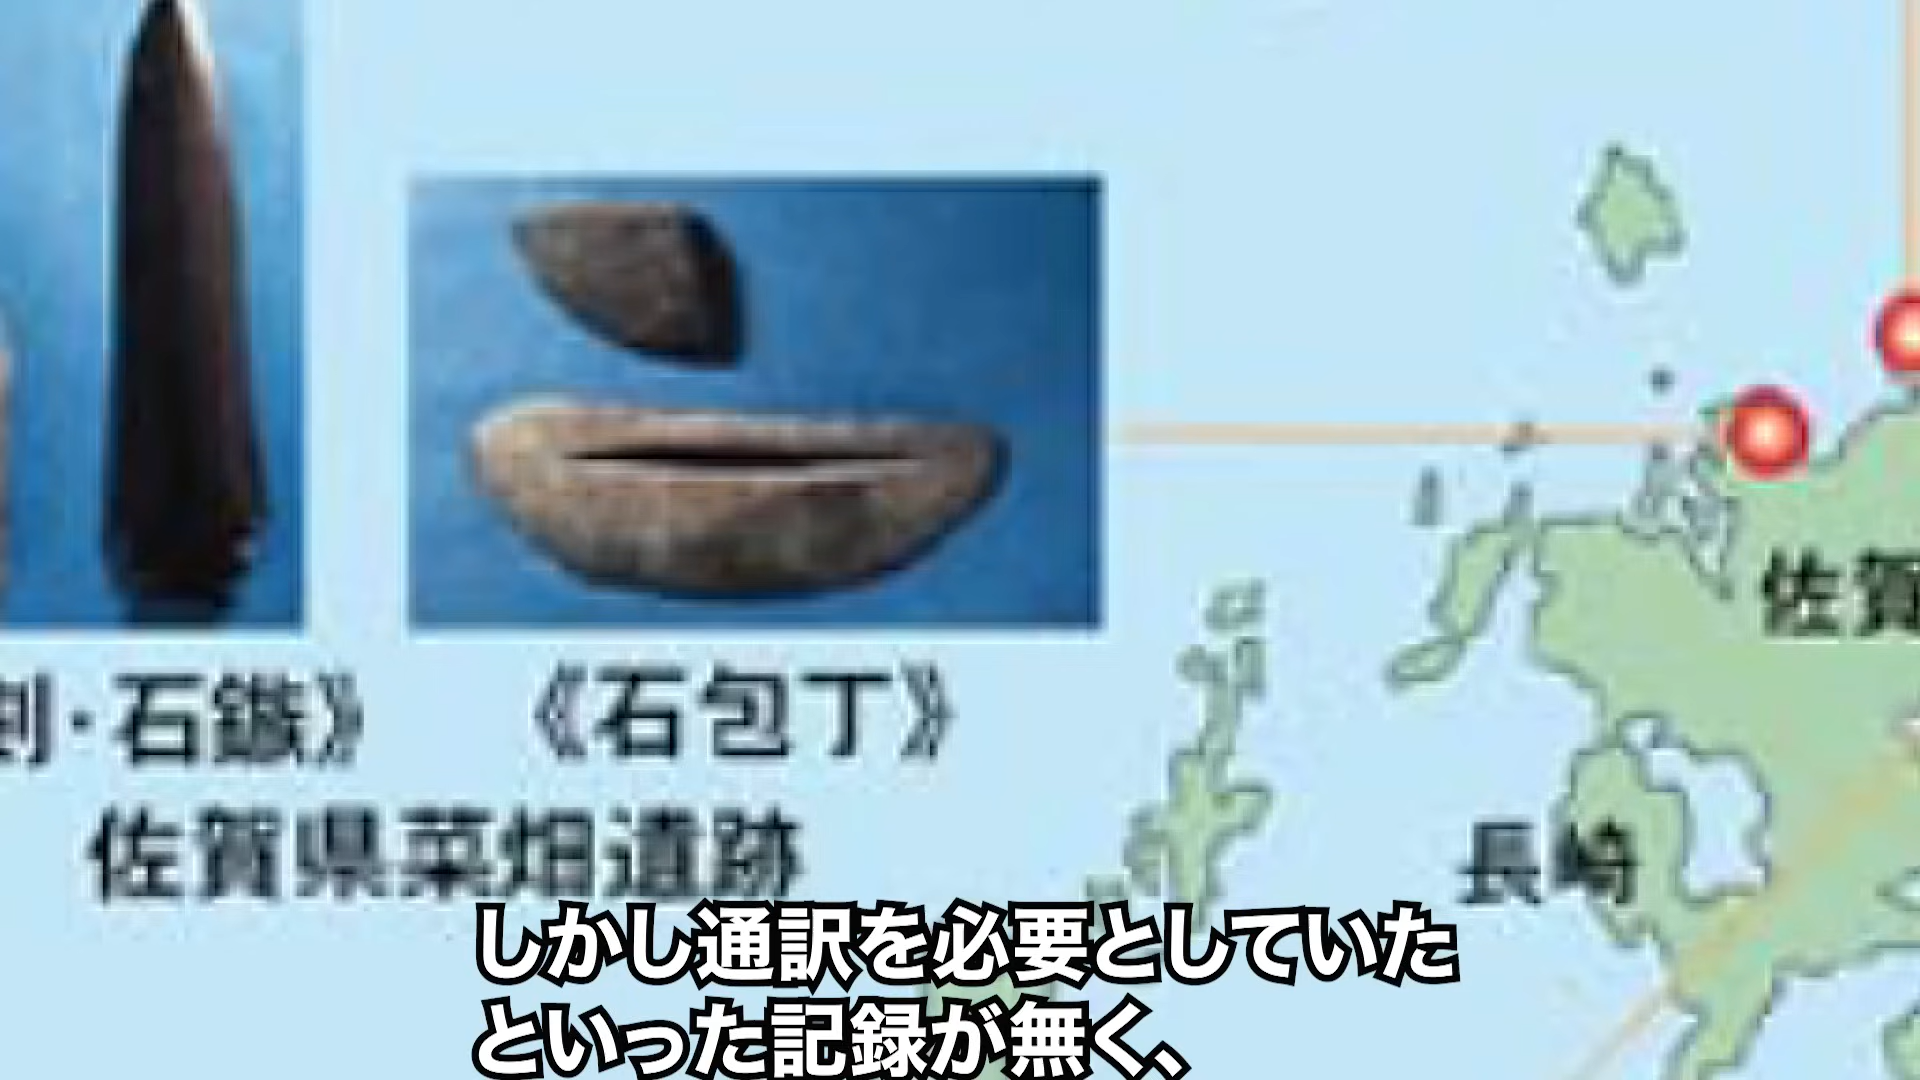 剣・石鏃》
《石包丁》
佐賀県菜畑遺跡
佐賀
長崎
しかし通訳を必要としていた
といった記録が無く、